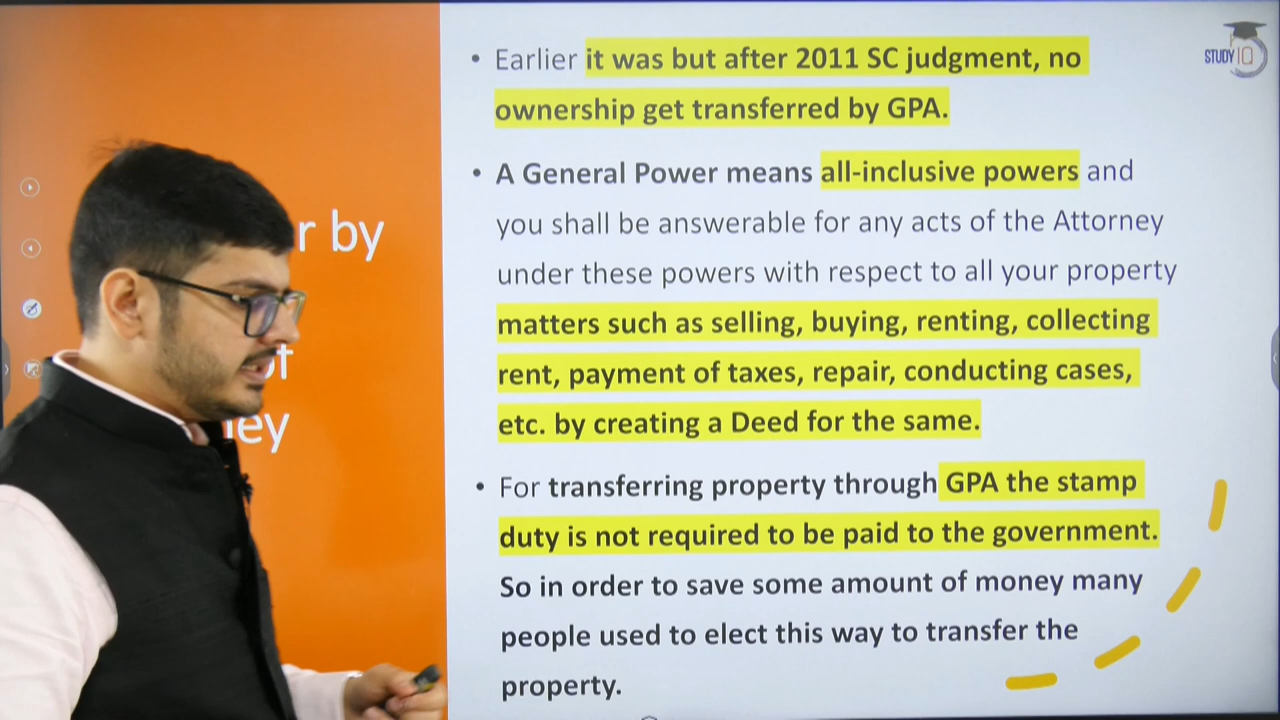 • Earlier it was but after 2011 SC judgment, no
ownership get transferred by GPA.
• A General Power means all-inclusive powers and
you shall be answerable for any acts of the Attorney
under these powers with respect to all your property
matters such as selling, buying, renting, collecting
rent, payment of taxes, repair, conducting cases,
etc. by creating a Deed for the same.
• For transferring property through GPA the stamp
duty is not required to be paid to the government.
So in order to save some amount of money many
people used to elect this way to transfer the
property.
by
STUDY IQ